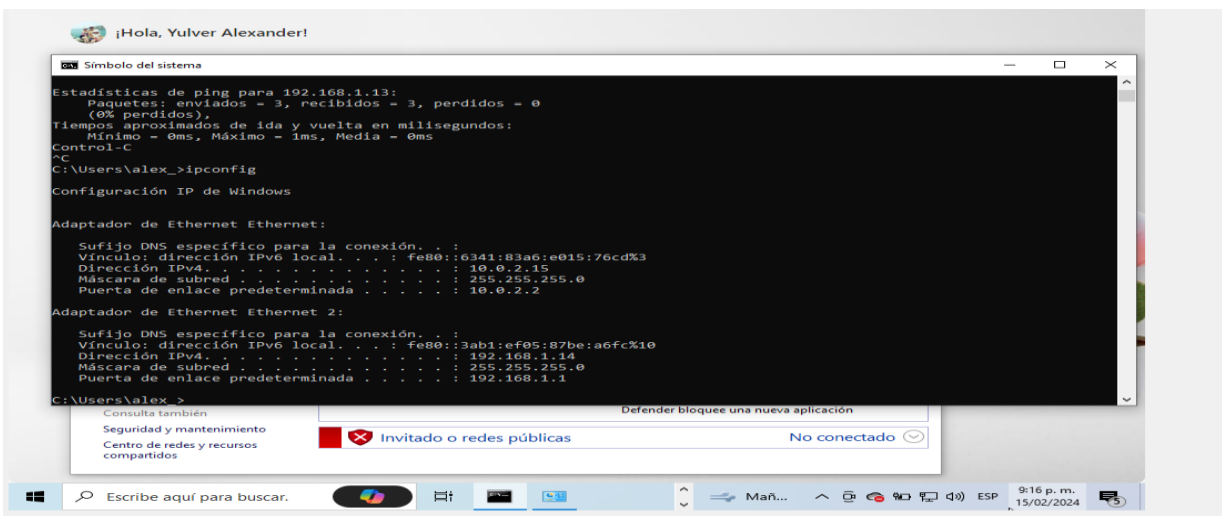 ¡Hola, Yulver Alexander!
Símbolo del sistema
Estadísticas de ping para 192.168.1.13:
    Paquetes: enviados = 3, recibidos = 3, perdidos = 0
    (0% perdidos),
Tiempos aproximados de ida y vuelta en milisegundos:
    Mínimo = 0ms, Máximo = 1ms, Media = 0ms
Control-C
^C
C:\Users\alex_>ipconfig
Configuración IP de Windows
Adaptador de Ethernet Ethernet:
   Sufijo DNS específico para la conexión. . :
   Vínculo: dirección IPv6 local. . . : fe80::6341:83a6:e015:76cd%3
   Dirección IPv4. . . . . . . . . . . . . . : 10.0.2.15
   Máscara de subred . . . . . . . . . . . . : 255.255.255.0
   Puerta de enlace predeterminada . . . . . : 10.0.2.2
Adaptador de Ethernet Ethernet 2:
   Sufijo DNS específico para la conexión. . :
   Vínculo: dirección IPv6 local. . . : fe80::3ab1:ef05:87be:a6fc%10
   Dirección IPv4. . . . . . . . . . . . . . : 192.168.1.14
   Máscara de subred . . . . . . . . . . . . : 255.255.255.0
   Puerta de enlace predeterminada . . . . . : 192.168.1.1
C:\Users\alex_>
Consulta también
Defender bloquee una nueva aplicación
Seguridad y mantenimiento
Centro de redes y recursos
compartidos
Invitado o redes públicas
No conectado
Escribe aquí para buscar.
Mañ...
ESP
9:16 p. m.
15/02/2024
5